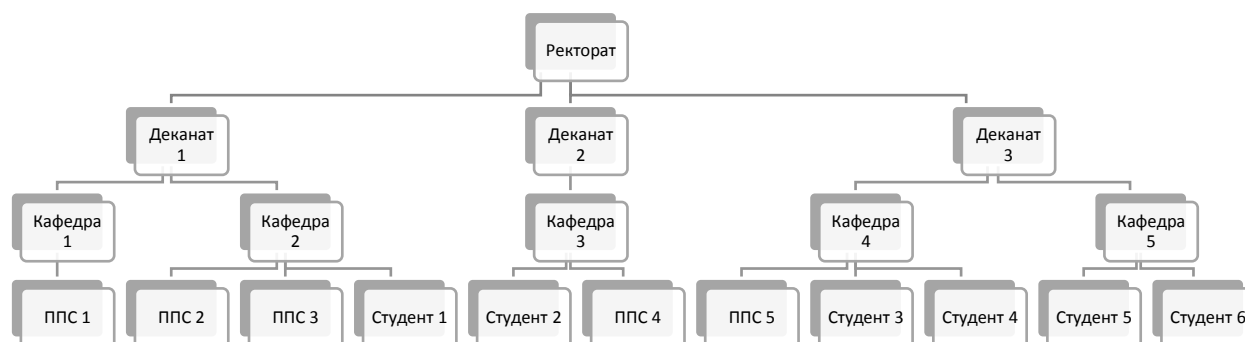 Ректорат
Деканат
1
Деканат
2
Деканат
3
Кафедра
1
Кафедра
2
Кафедра
3
Кафедра
4
Кафедра
5
ППС 1
ППС 2
ППС 3
Студент 1
Студент 2
ППС 4
ППС 5
Студент 3
Студент 4
Студент 5
Студент 6